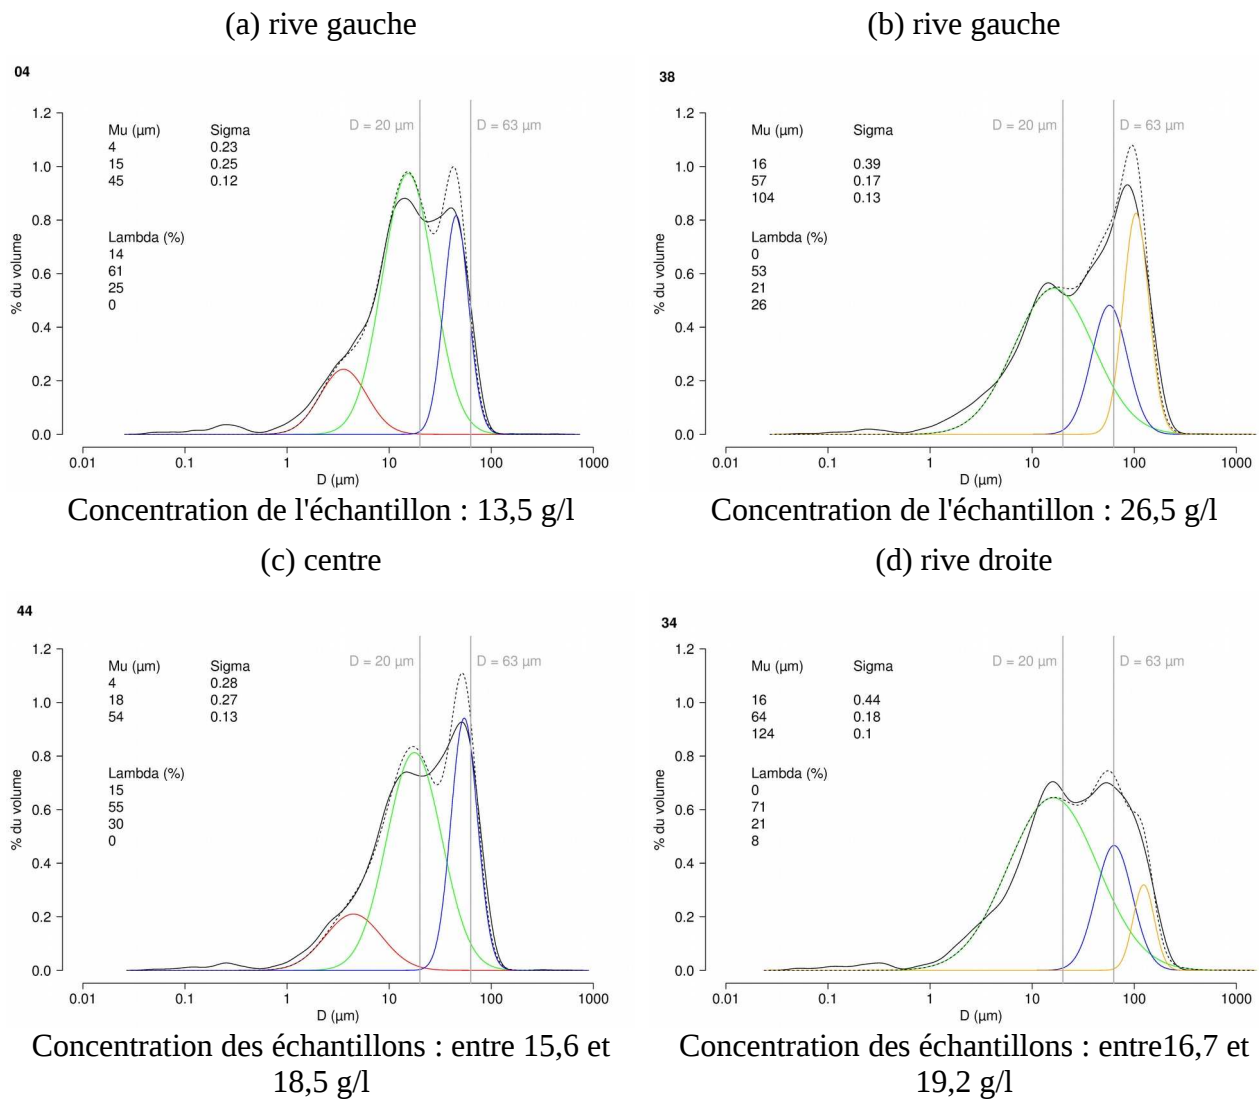 (a) rive gauche
04
1.2
1.0
0.8
0.6
0.4
0.2
0.0
% du volume
Mu (µm) Sigma
4 0.23
15 0.25
45 0.12
Lambda (%)
14
61
25
0
D = 20 µm
D = 63 µm
0.01 0.1 1 10 100 1000
D (µm)
Concentration de l'échantillon : 13,5 g/l
(b) rive gauche
38
1.2
1.0
0.8
0.6
0.4
0.2
0.0
% du volume
Mu (µm) Sigma
16 0.39
57 0.17
104 0.13
Lambda (%)
0
53
21
26
D = 20 µm
D = 63 µm
0.01 0.1 1 10 100 1000
D (µm)
Concentration de l'échantillon : 26,5 g/l
(c) centre
44
1.2
1.0
0.8
0.6
0.4
0.2
0.0
% du volume
Mu (µm) Sigma
4 0.28
18 0.27
54 0.13
Lambda (%)
15
55
30
0
D = 20 µm
D = 63 µm
0.01 0.1 1 10 100 1000
D (µm)
Concentration des échantillons : entre 15,6 et
18,5 g/l
(d) rive droite
34
1.2
1.0
0.8
0.6
0.4
0.2
0.0
% du volume
Mu (µm) Sigma
16 0.44
64 0.18
124 0.1
Lambda (%)
0
71
21
8
D = 20 µm
D = 63 µm
0.01 0.1 1 10 100 1000
D (µm)
Concentration des échantillons : entre16,7 et
19,2 g/l